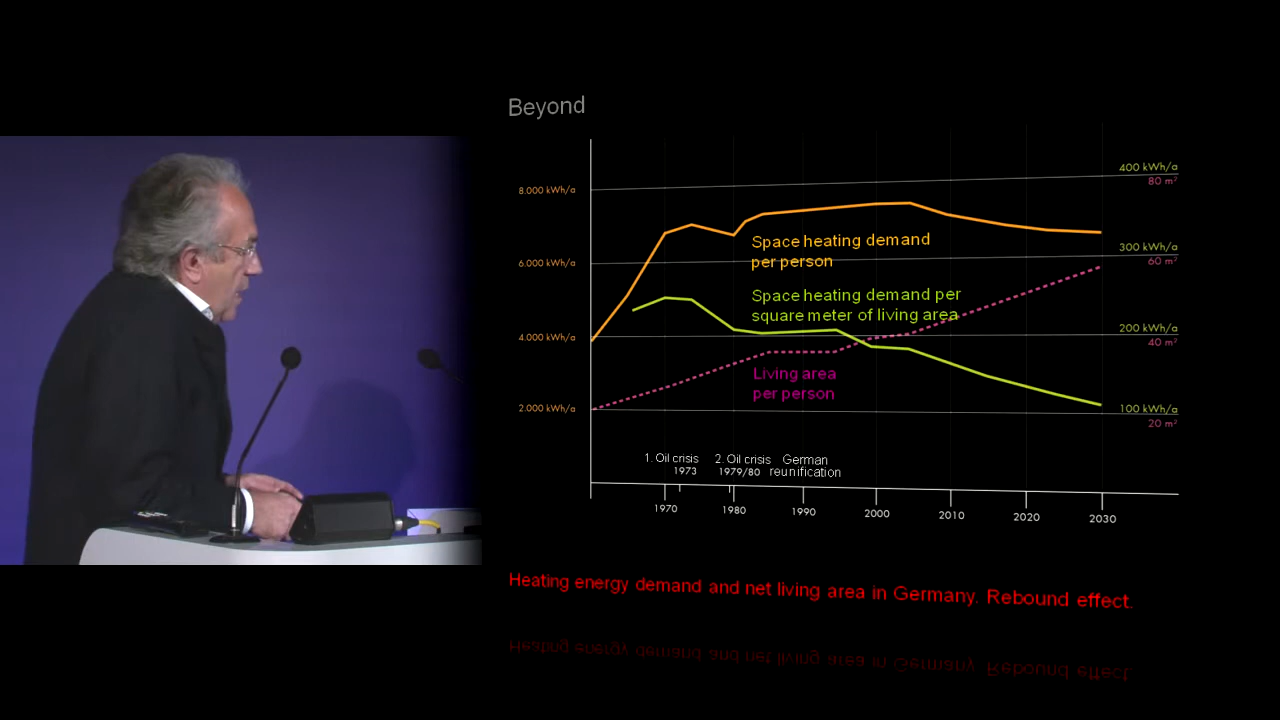 Beyond
8.000 kWh/a
6.000 kWh/a
4.000 kWh/a
2.000 kWh/a
400 kWh/a
80 m²
300 kWh/a
60 m²
200 kWh/a
40 m²
100 kWh/a
20 m²
Space heating demand
per person
Space heating demand per
square meter of living area
Living area
per person
1. Oil crisis
1973
2. Oil crisis
1979/80
German
reunification
1970
1980
1990
2000
2010
2020
2030
Heating energy demand and net living area in Germany. Rebound effect.